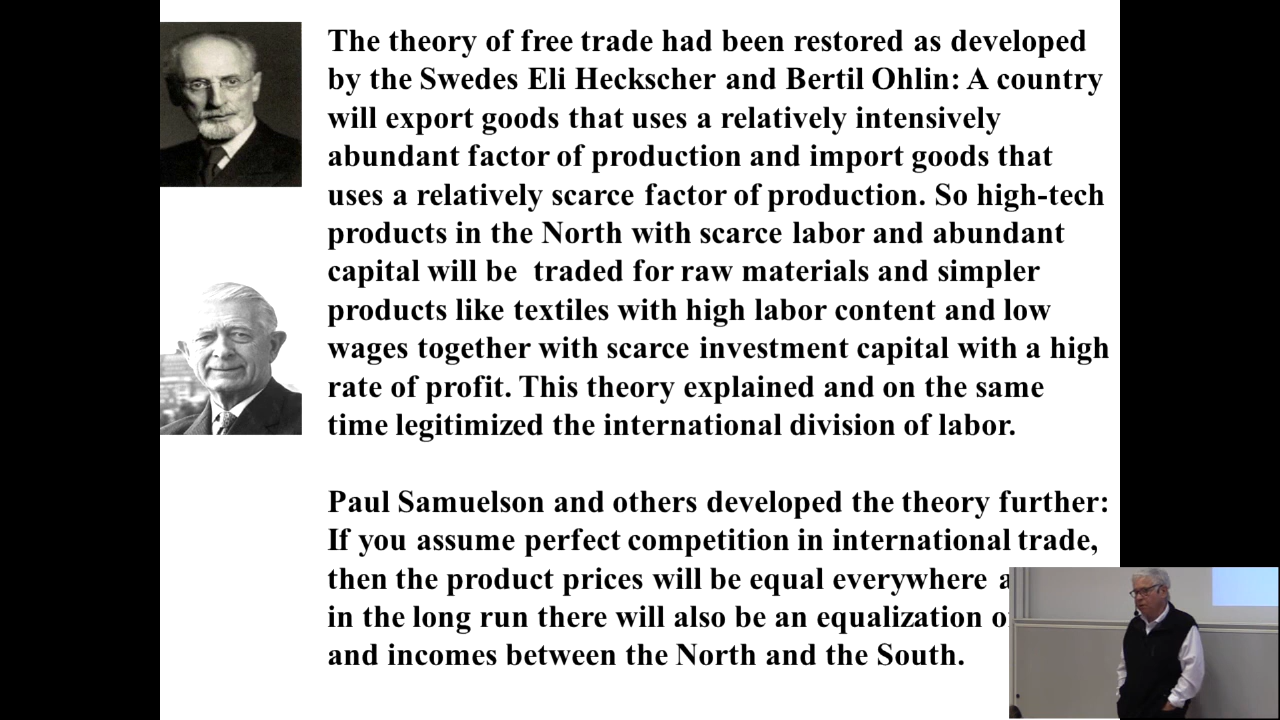 The theory of free trade had been restored as developed
by the Swedes Eli Heckscher and Bertil Ohlin: A country
will export goods that uses a relatively intensively
abundant factor of production and import goods that
uses a relatively scarce factor of production. So high-tech
products in the North with scarce labor and abundant
capital will be  traded for raw materials and simpler
products like textiles with high labor content and low
wages together with scarce investment capital with a high
rate of profit. This theory explained and on the same
time legitimized the international division of labor.
Paul Samuelson and others developed the theory further:
If you assume perfect competition in international trade,
then the product prices will be equal everywhere
in the long run there will also be an equalization
and incomes between the North and the South.